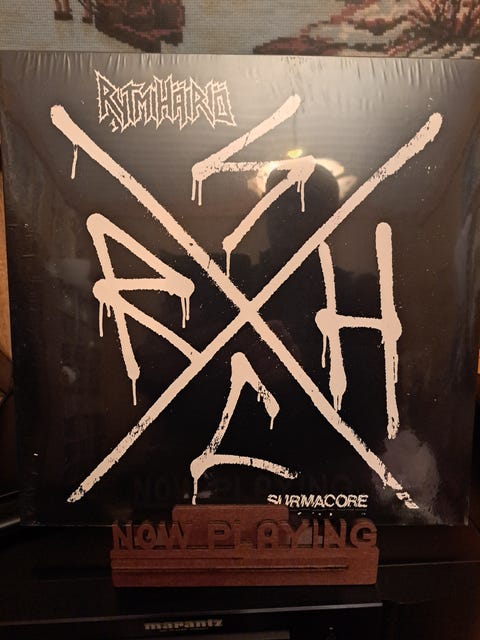 RYTMIHÄIRIÖ
S
R H
C
SURMACORE
NOW PLAYING
marantz